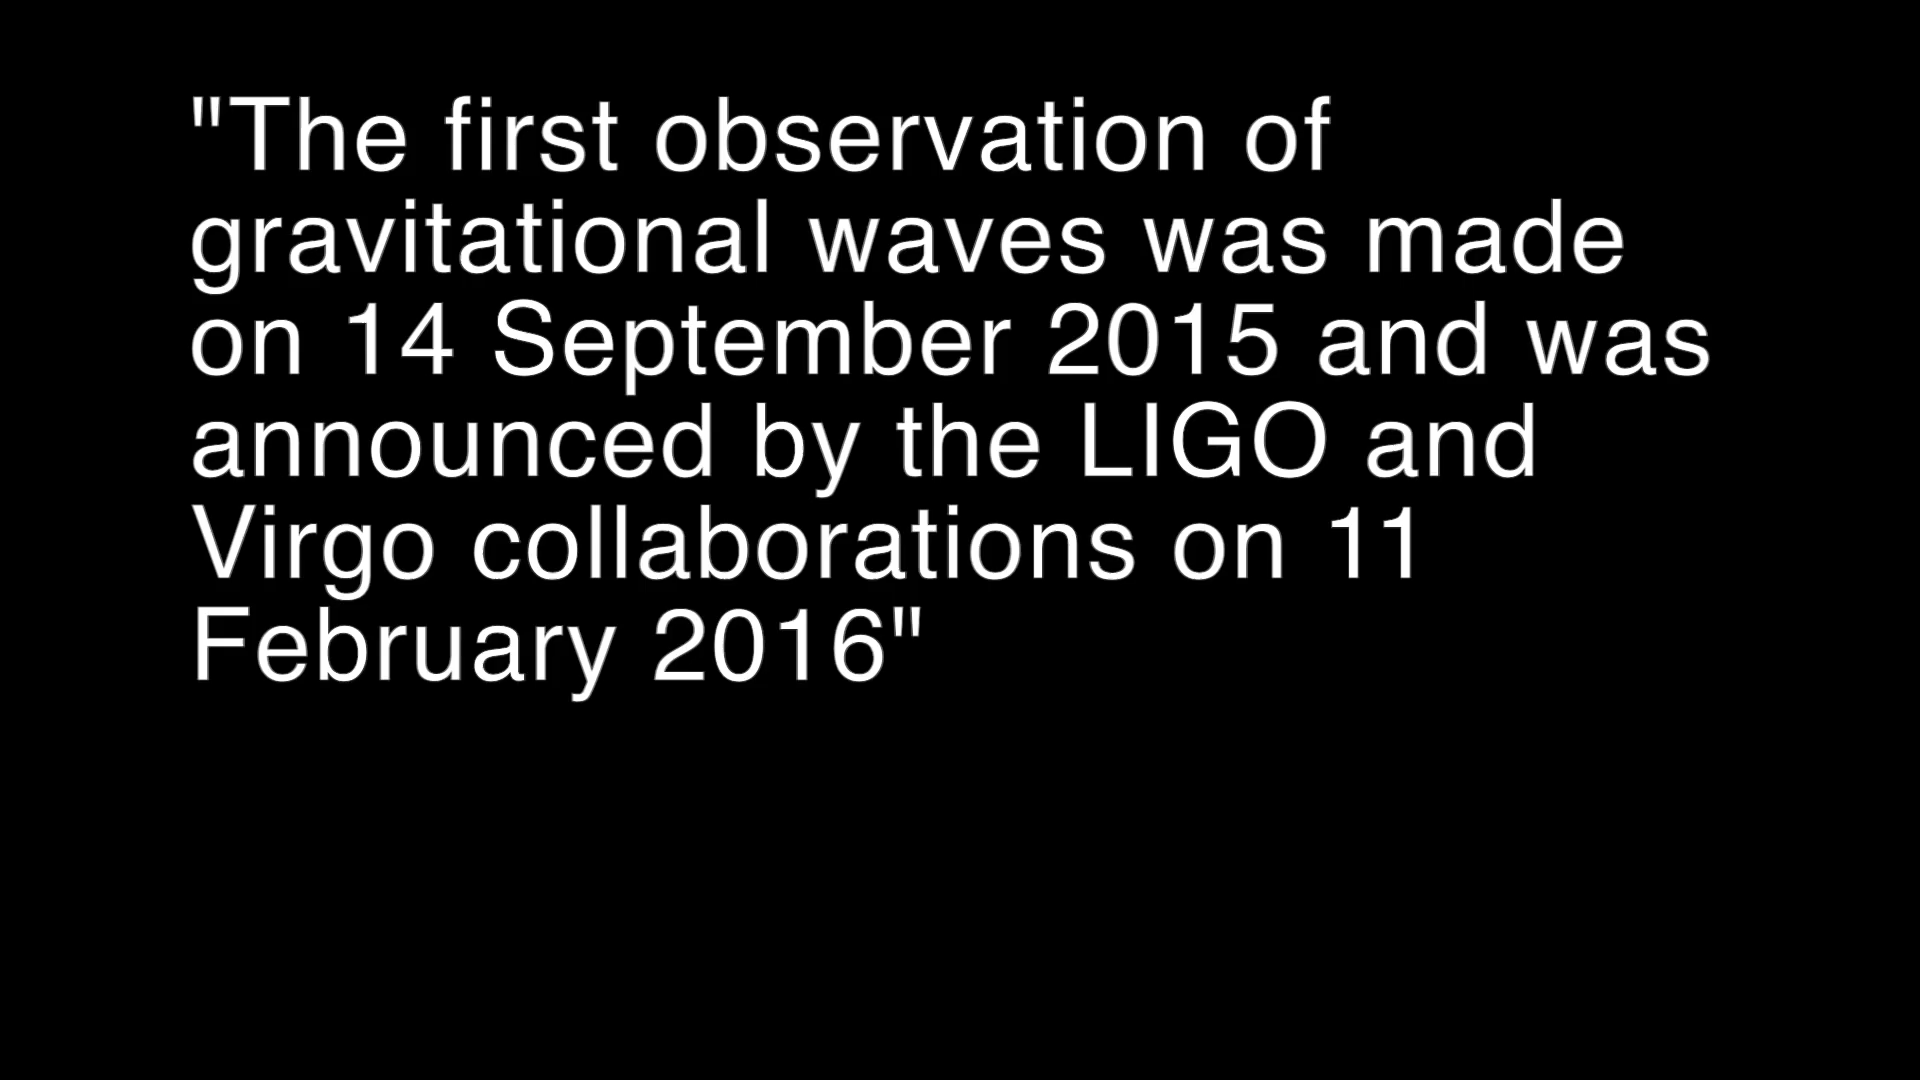 "The first observation of
gravitational waves was made
on 14 September 2015 and was
announced by the LIGO and
Virgo collaborations on 11
February 2016"